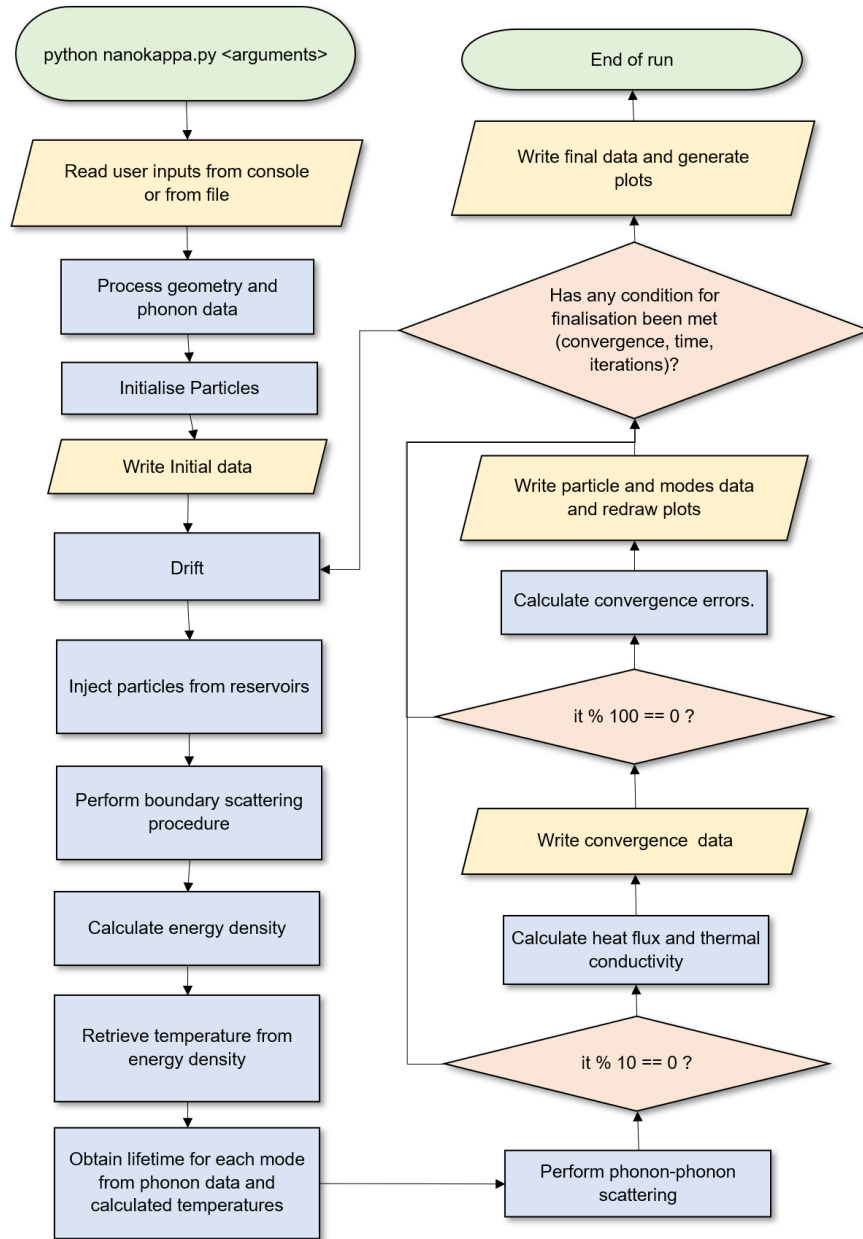 python nanokappa.py <arguments>
Read user inputs from console
or from file
Process geometry and
phonon data
Initialise Particles
Write Initial data
Drift
Inject particles from reservoirs
Perform boundary scattering
procedure
Calculate energy density
Retrieve temperature from
energy density
Obtain lifetime for each mode
from phonon data and
calculated temperatures
Perform phonon-phonon
scattering
it % 10 == 0 ?
Calculate heat flux and thermal
conductivity
Write convergence  data
it % 100 == 0 ?
Calculate convergence errors.
Write particle and modes data
and redraw plots
Has any condition for
finalisation been met
(convergence, time,
iterations)?
Write final data and generate
plots
End of run